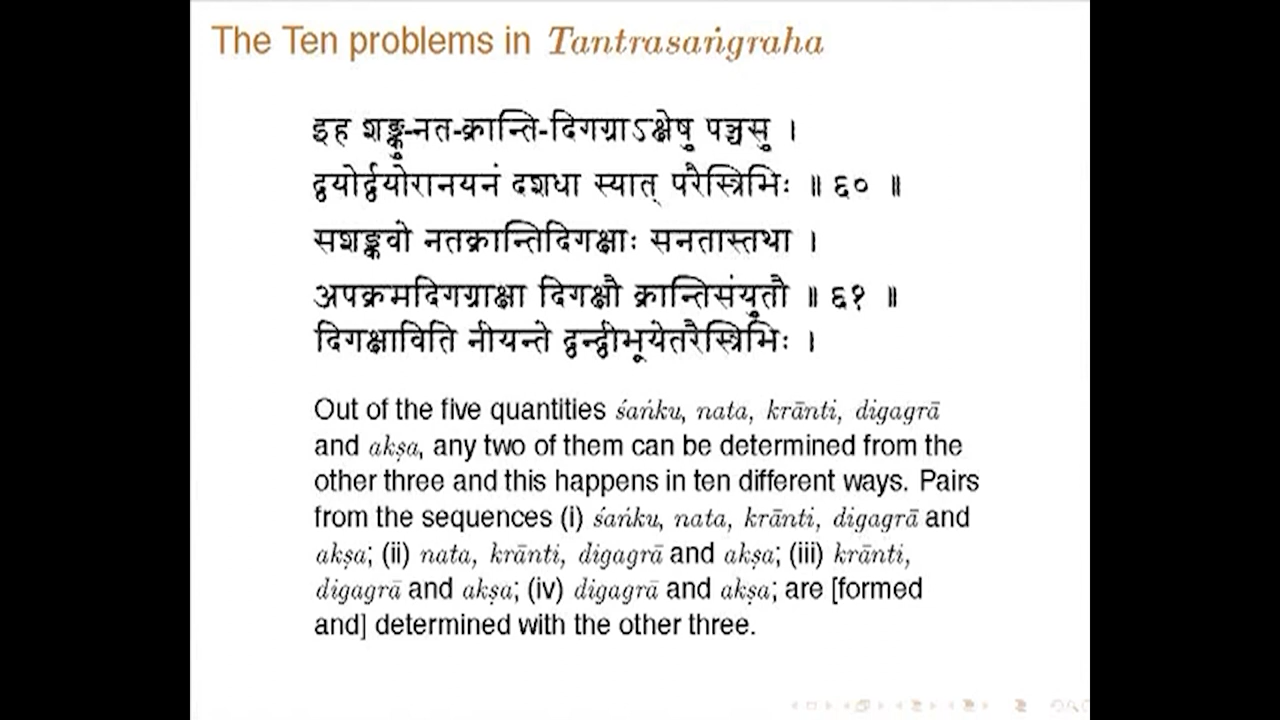 The Ten problems in Tantrasaṅgraha
इह शङ्कु-नत-क्रान्ति-दिगग्राऽक्षेषु पञ्चसु ।
द्वयोर्द्वयोरानयनं दशधा स्यात् परैस्त्रिभिः ॥ ६० ॥
सशङ्कवो नतक्रान्तिदिगक्षाः सनतास्तथा ।
अपक्रमदिगग्राक्षा दिगक्षौ क्रान्तिसंयुतौ ॥ ६१ ॥
दिगक्षाविति नीयन्ते द्वन्द्वीभूयेतरैस्त्रिभिः ।
Out of the five quantities śaṅku, nata, krānti, digagrā
and akṣa, any two of them can be determined from the
other three and this happens in ten different ways. Pairs
from the sequences (i) śaṅku, nata, krānti, digagrā and
akṣa; (ii) nata, krānti, digagrā and akṣa; (iii) krānti,
digagrā and akṣa; (iv) digagrā and akṣa; are [formed
and] determined with the other three.